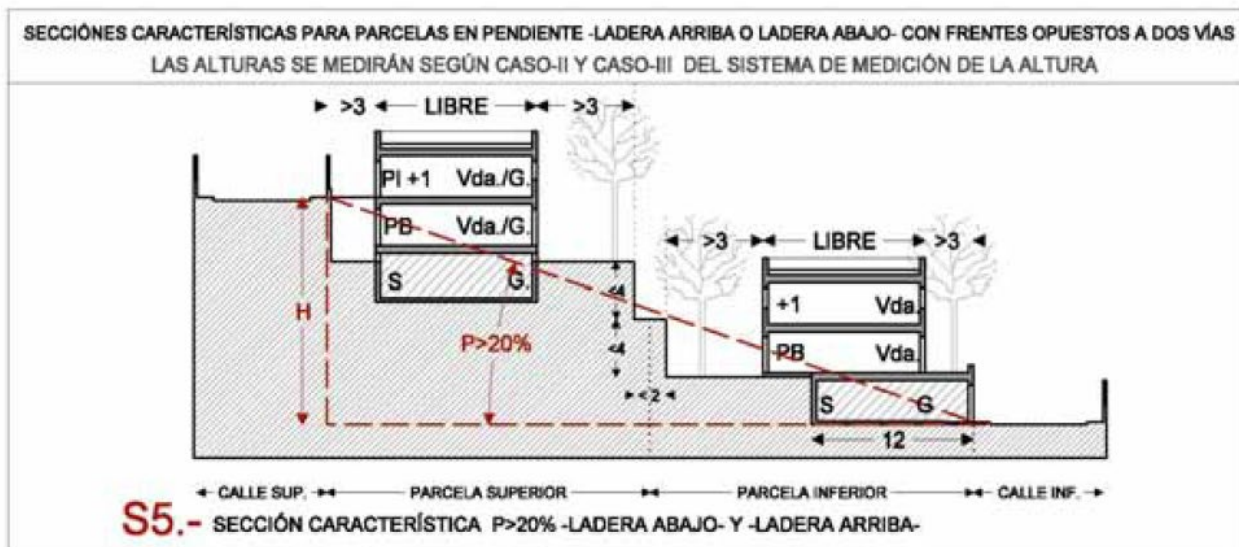 SECCIÓNES CARACTERÍSTICAS PARA PARCELAS EN PENDIENTE -LADERA ARRIBA O LADERA ABAJO- CON FRENTES OPUESTOS A DOS VÍAS
LAS ALTURAS SE MEDIRÁN SEGÚN CASO-II Y CASO-III DEL SISTEMA DE MEDICIÓN DE LA ALTURA
>3 LIBRE >3
PI +1 Vda./G.
PB Vda./G.
S G.
H
P>20%
<4
<4
<2
>3 LIBRE >3
+1 Vda.
PB Vda.
S G
12
CALLE SUP. PARCELA SUPERIOR PARCELA INFERIOR CALLE INF.
S5.- SECCIÓN CARACTERÍSTICA P>20% -LADERA ABAJO- Y -LADERA ARRIBA-